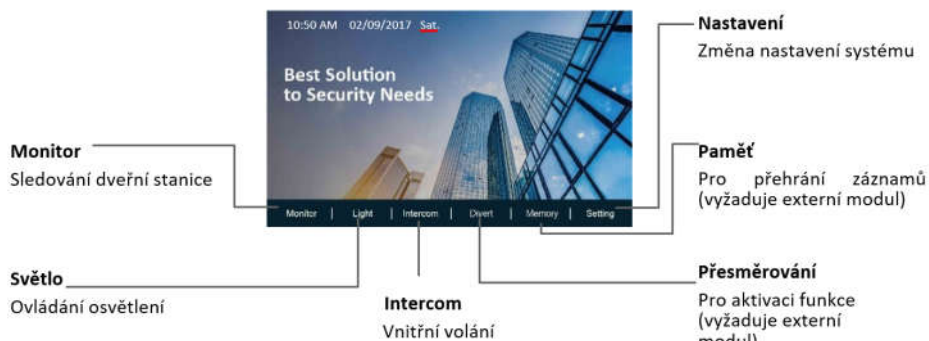 10:50 AM 02/09/2017 Sat.
Best Solution
to Security Needs
Monitor | Light | Intercom | Divert | Memory | Setting
Nastavení
Změna nastavení systému
Monitor
Sledování dveřní stanice
Paměť
Pro přehrání záznamů
(vyžaduje externí modul)
Světlo
Ovládání osvětlení
Intercom
Vnitřní volání
Přesměrování
Pro aktivaci funkce
(vyžaduje externí
modul)